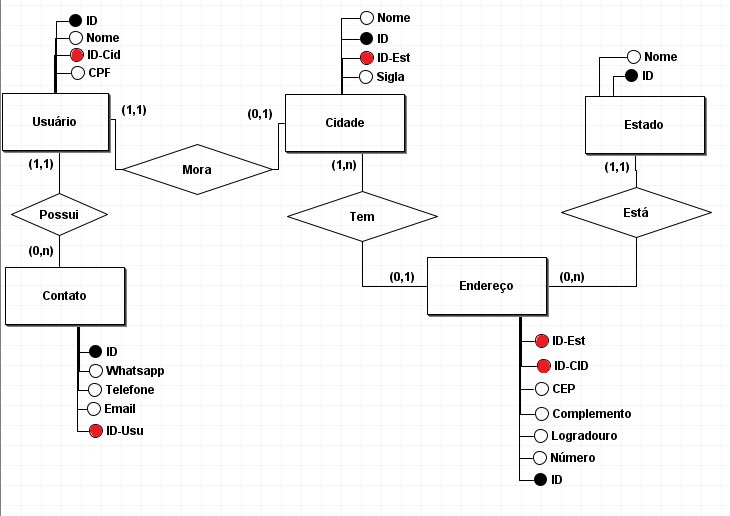 ID
Nome
ID-Cid
CPF
Usuário
(1,1)
(1,1)
Mora
(0,1)
Nome
ID
ID-Est
Sigla
Cidade
(1,n)
Nome
ID
Estado
(1,1)
Possui
(0,n)
Tem
(0,1)
Está
(0,n)
Contato
ID
Whatsapp
Telefone
Email
ID-Usu
Endereço
ID-Est
ID-CID
CEP
Complemento
Logradouro
Número
ID